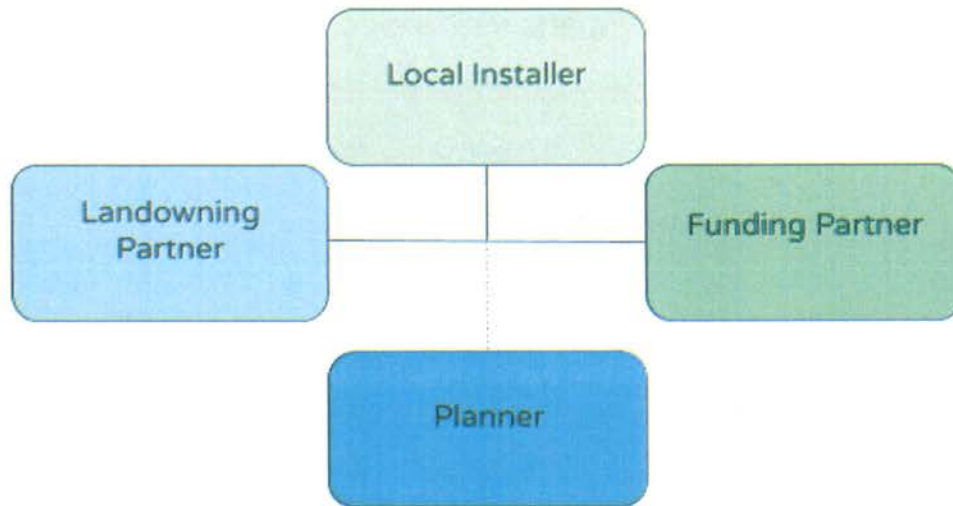 Local Installer
Landowning
Partner
Funding Partner
Planner